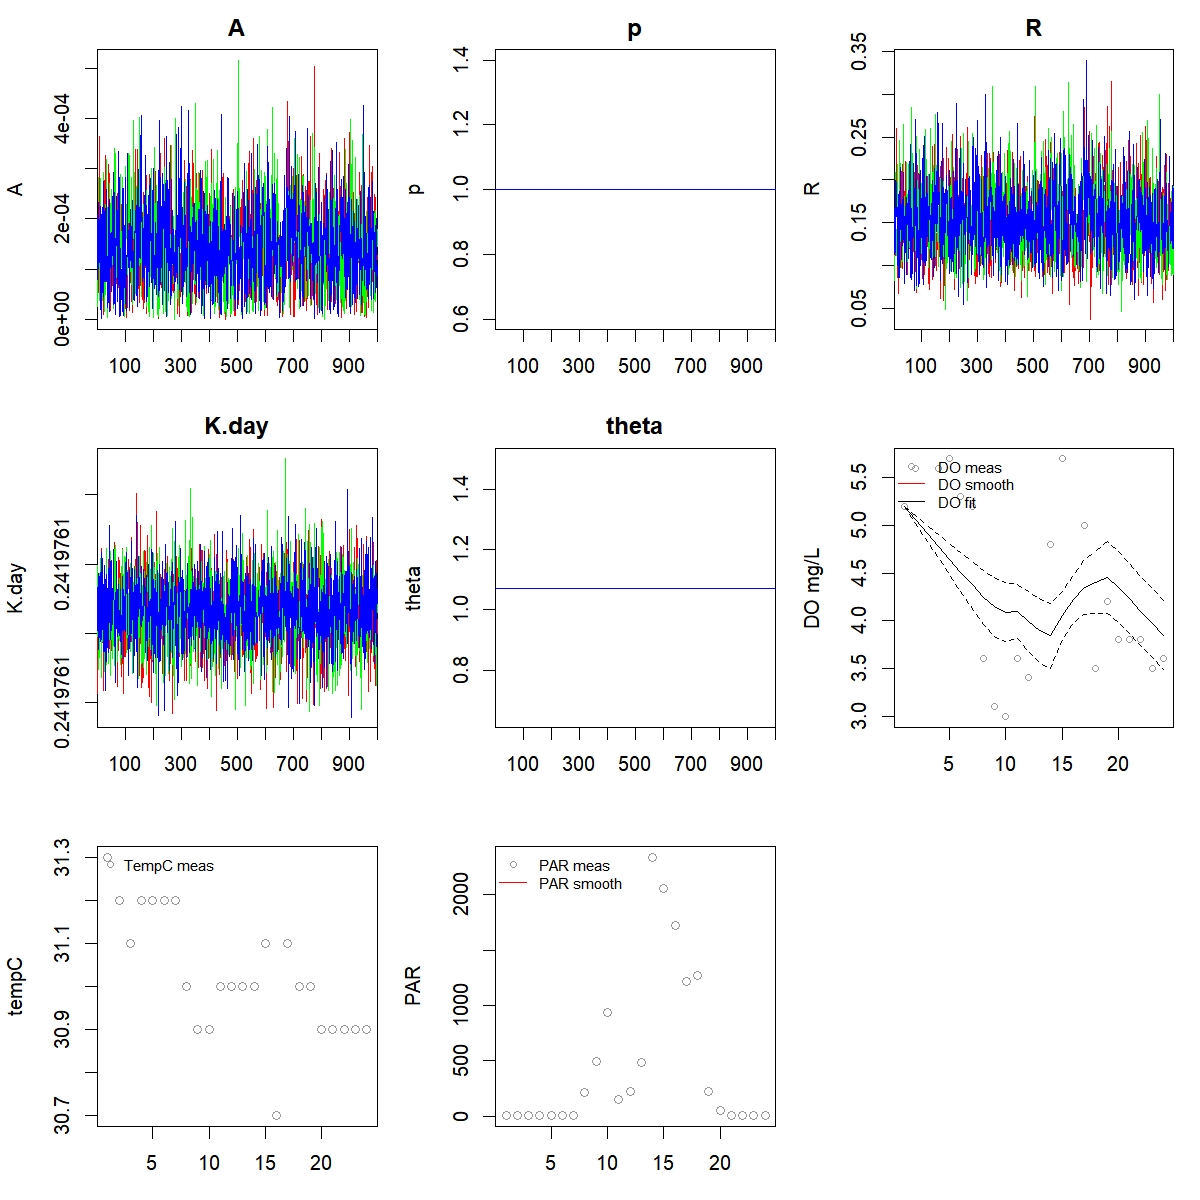 A
p
R
A
0e+00 2e-04 4e-04
100 300 500 700 900
p
0.6 0.8 1.0 1.2 1.4
100 300 500 700 900
R
0.05 0.15 0.25 0.35
100 300 500 700 900
K.day
theta
K.day
0.2419761 0.2419761
100 300 500 700 900
theta
0.8 1.0 1.2 1.4
100 300 500 700 900
DO mg/L
3.0 3.5 4.0 4.5 5.0 5.5
DO meas
DO smooth
DO fit
5 10 15 20
tempC
30.7 30.9 31.1 31.3
TempC meas
5 10 15 20
PAR
0 500 1000 2000
PAR meas
PAR smooth
5 10 15 20